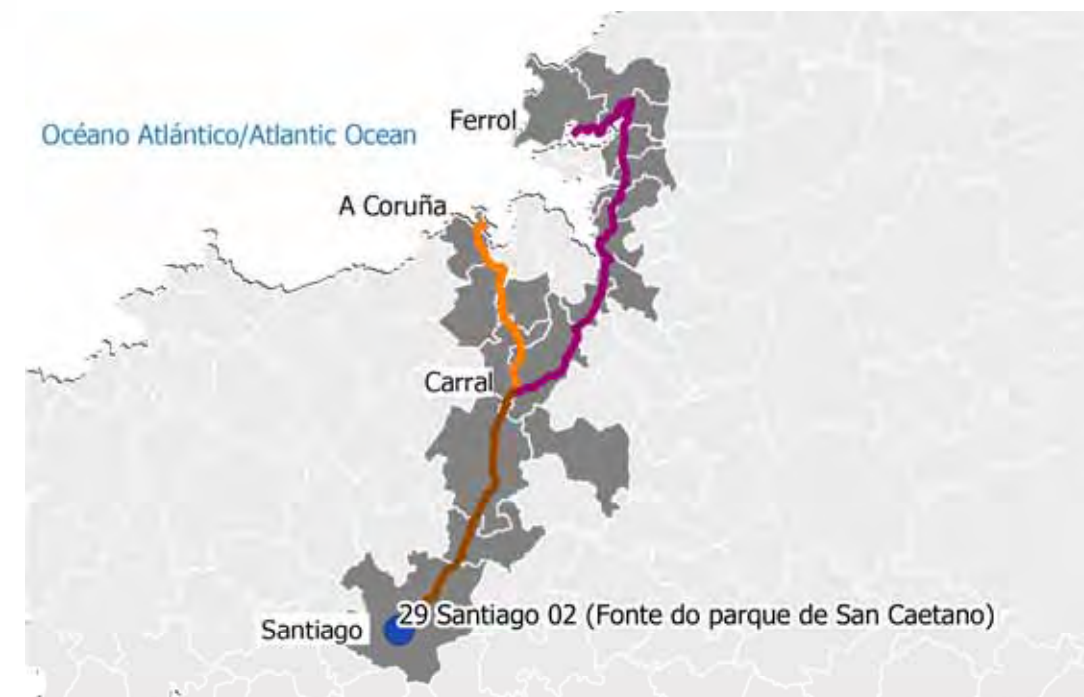 Ferrol
Océano Atlántico/Atlantic Ocean
A Coruña
Carral
29 Santiago 02 (Fonte do parque de San Caetano)
Santiago